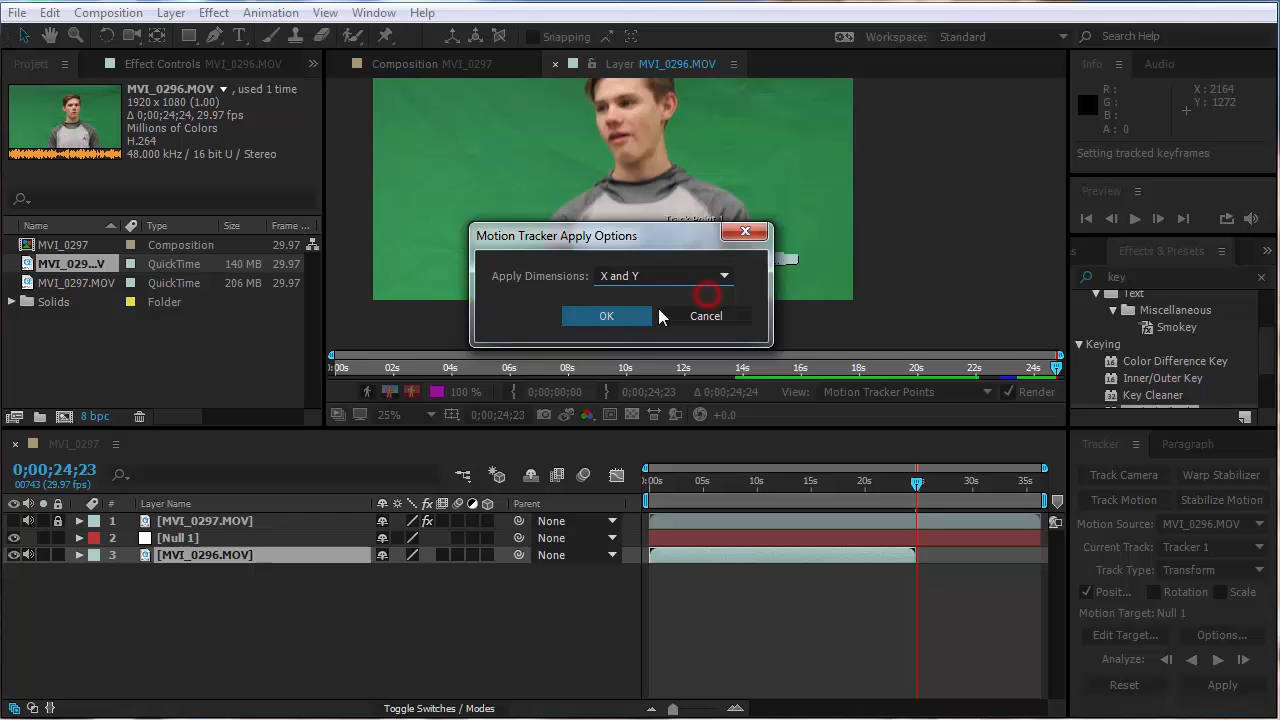 File Edit Composition Layer Effect Animation View Window Help
Snapping
Workspace: Standard
Search Help
Project
Effect Controls "MVI_0296.MOV"
Composition MVI_0297
Layer MVI_0296.MOV
Info
Audio
MVI_0296.MOV , used 1 time
1920 x 1080 (1.00)
Δ 0;00;24;24, 29.97 fps
Millions of Colors
H.264
48.000 kHz / 16 bit U / Stereo
R :
G :
B :
A : 0
X : 2164
Y : 1272
Setting tracked keyframes
Preview
Name Type Size Frame ...
MVI_0297 Composition 29.97
MVI_029...V QuickTime 140 MB 29.97
MVI_0297.MOV QuickTime 206 MB 29.97
Solids Folder
8 bpc
Track Point 1
Motion Tracker Apply Options
Apply Dimensions: X and Y
OK
Cancel
Effects & Presets
key
Text
Miscellaneous
Smokey
Keying
Color Difference Key
Inner/Outer Key
Key Cleaner
:00s 02s 04s 06s 08s 10s 12s 14s 16s 18s 20s 22s 24s
100 % 0;00;00;00 0;00;24;23 Δ 0;00;24;24 View: Motion Tracker Points Render
25% 0;00;24;23 +0.0
MVI_0297
0;00;24;23
00743 (29.97 fps)
:00s 05s 10s 15s 20s 25s 30s 35s
# Layer Name Parent
1 [MVI_0297.MOV] None
2 [Null 1] None
3 [MVI_0296.MOV] None
Toggle Switches / Modes
Tracker
Paragraph
Track Camera
Warp Stabilizer
Track Motion
Stabilize Motion
Motion Source: MVI_0296.MOV
Current Track: Tracker 1
Track Type: Transform
Posit... Rotation Scale
Motion Target: Null 1
Edit Target...
Options...
Analyze:
Reset
Apply